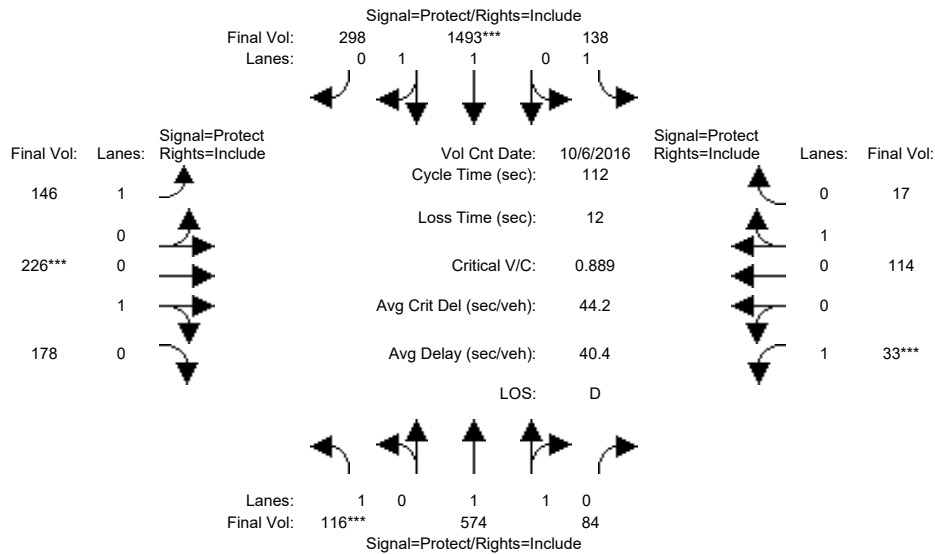 Signal=Protect/Rights=Include
Final Vol: 298 1493*** 138
Lanes: 0 1 1 0 1
Signal=Protect
Final Vol: Lanes: Rights=Include
Vol Cnt Date: 10/6/2016
Signal=Protect
Rights=Include Lanes: Final Vol:
Cycle Time (sec): 112
146 1
0 17
Loss Time (sec): 12
0
1
226*** 0
Critical V/C: 0.889
0 114
1
Avg Crit Del (sec/veh): 44.2
0
178 0
Avg Delay (sec/veh): 40.4
1 33***
LOS: D
Lanes: 1 0 1 1 0
Final Vol: 116*** 574 84
Signal=Protect/Rights=Include